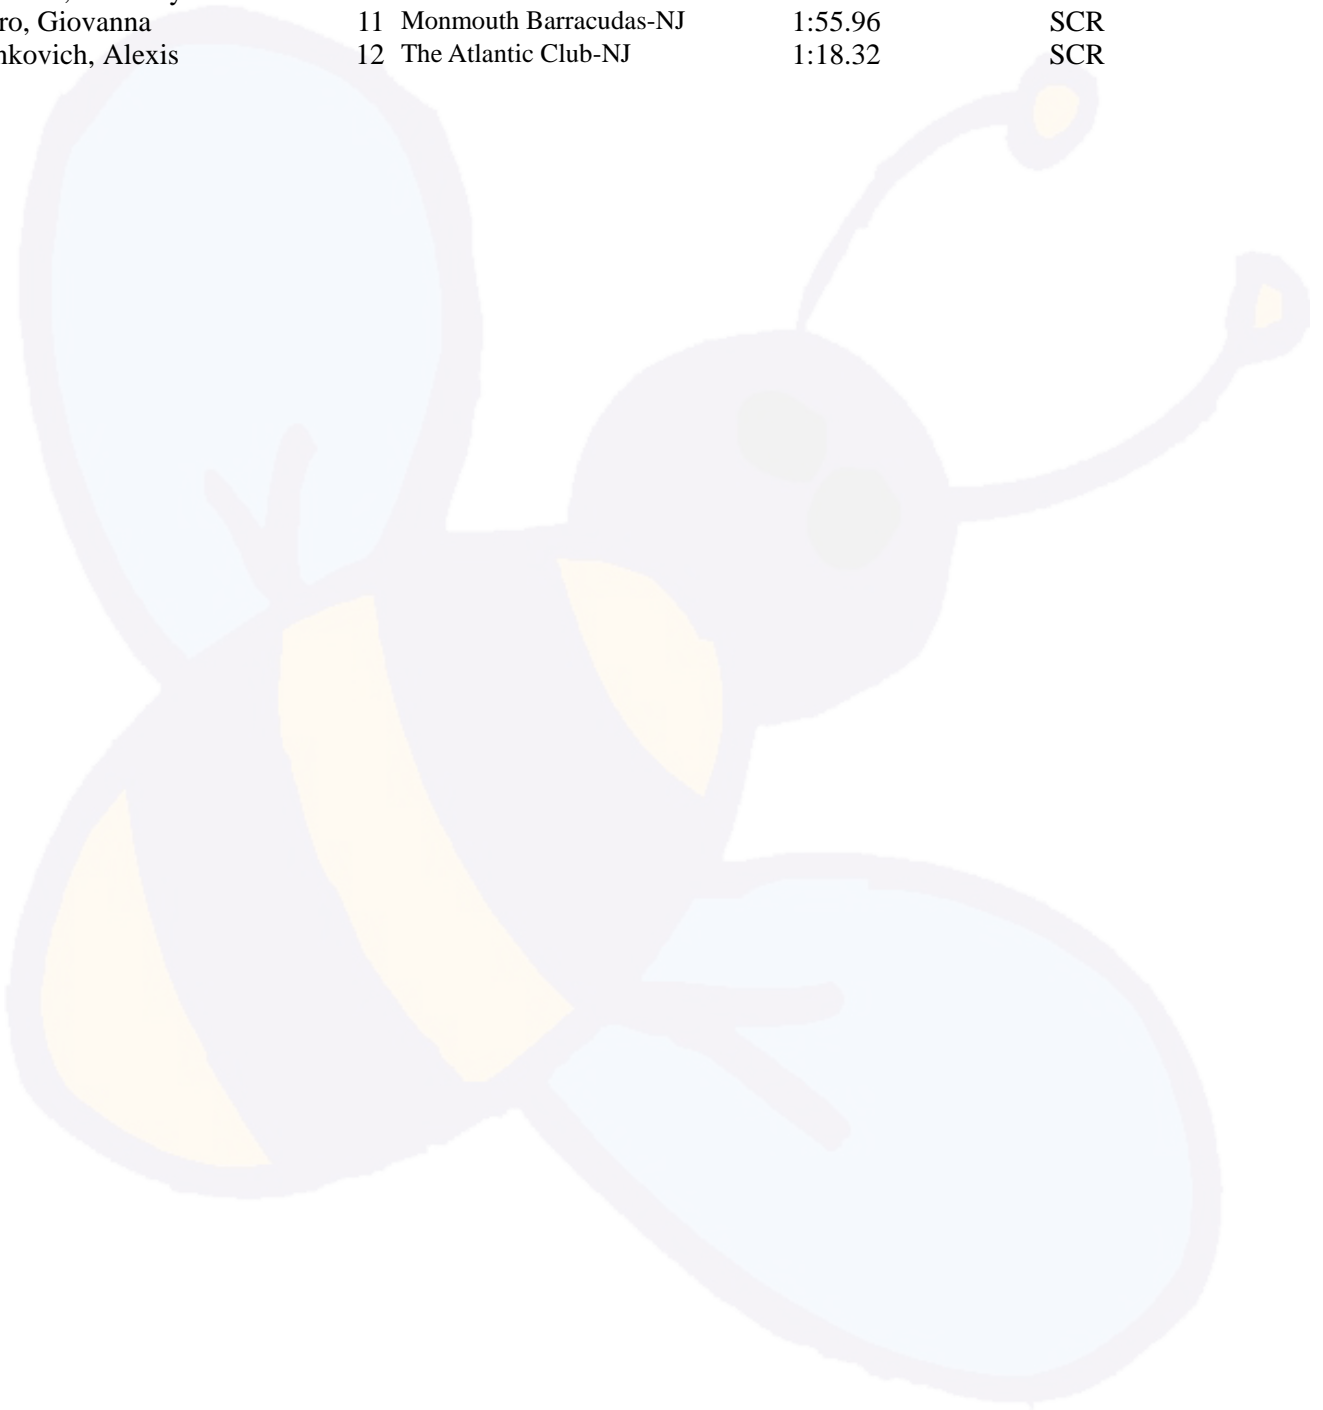 ro, Giovanna 11 Monmouth Barracudas-NJ 1:55.96 SCR
nkovich, Alexis 12 The Atlantic Club-NJ 1:18.32 SCR